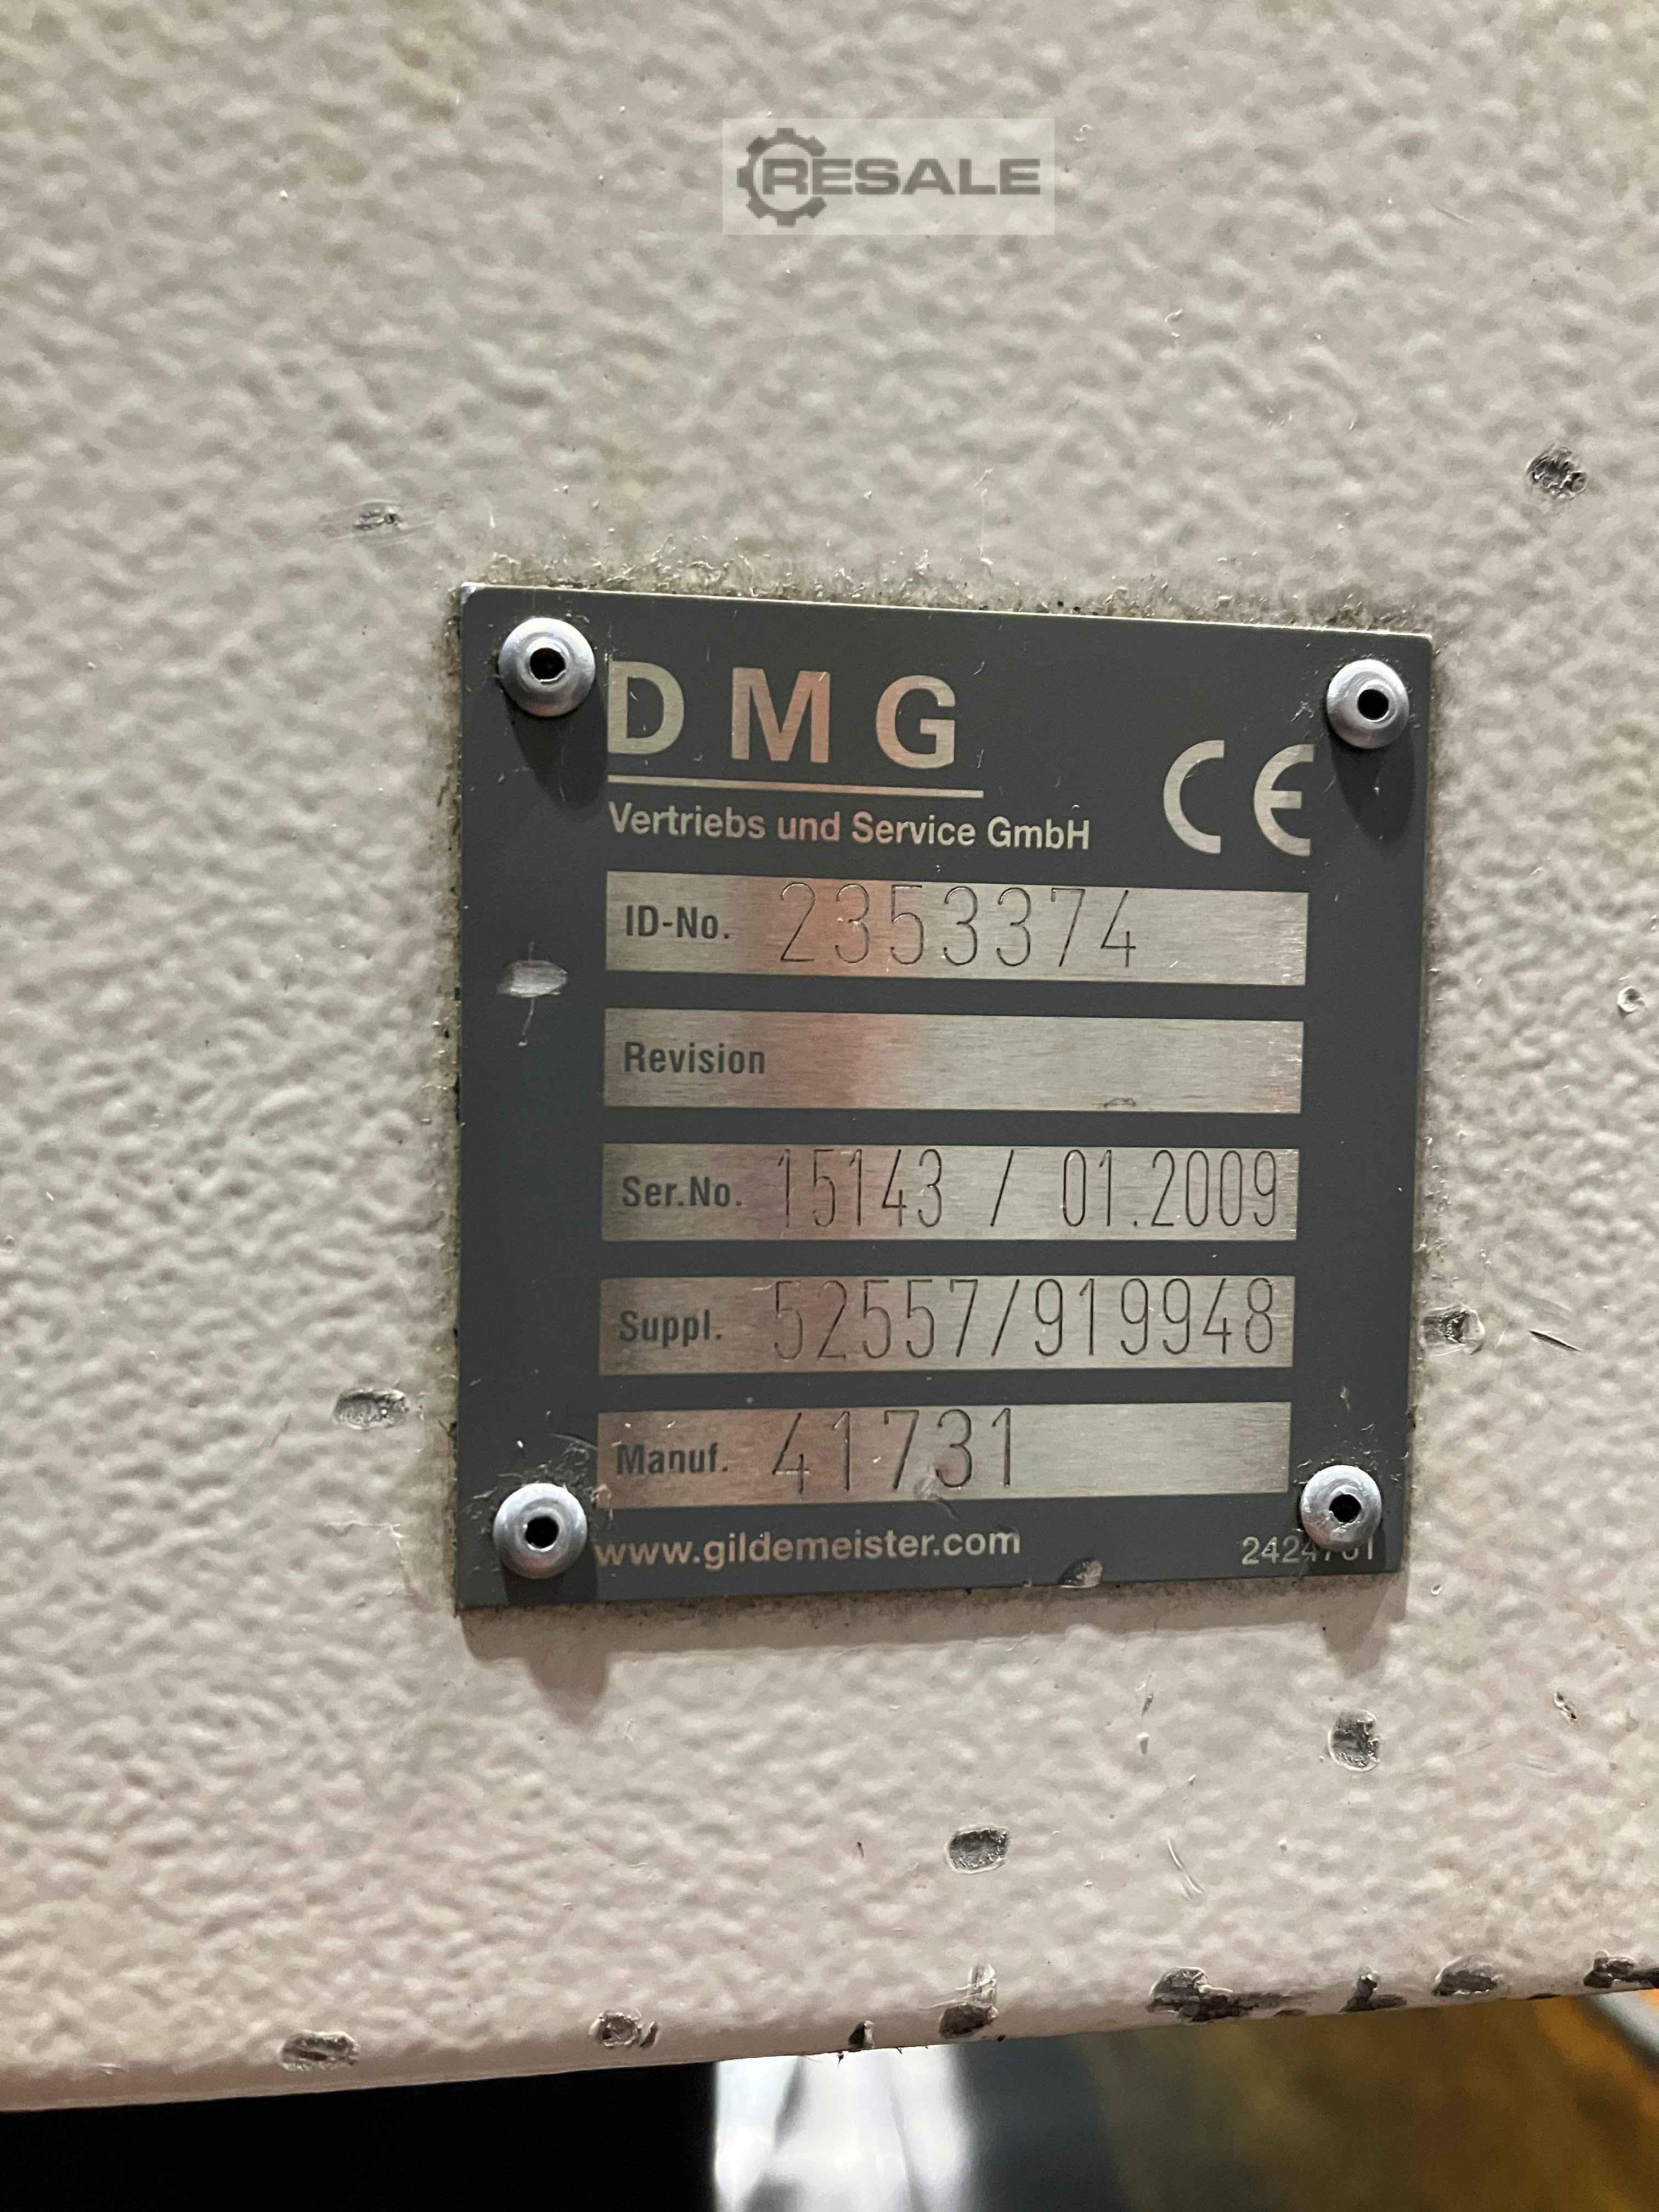 RESALE
D M G
Vertriebs und Service GmbH
CE
ID-No. 2353374
Revision
Ser.No. 15143 / 01.2009
Suppl. 52557/919948
Manuf. 41731
www.gildemeister.com